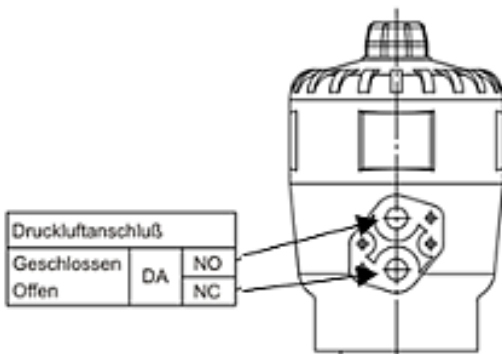 Druckluftanschluß
Geschlossen DA NO
Offen NC